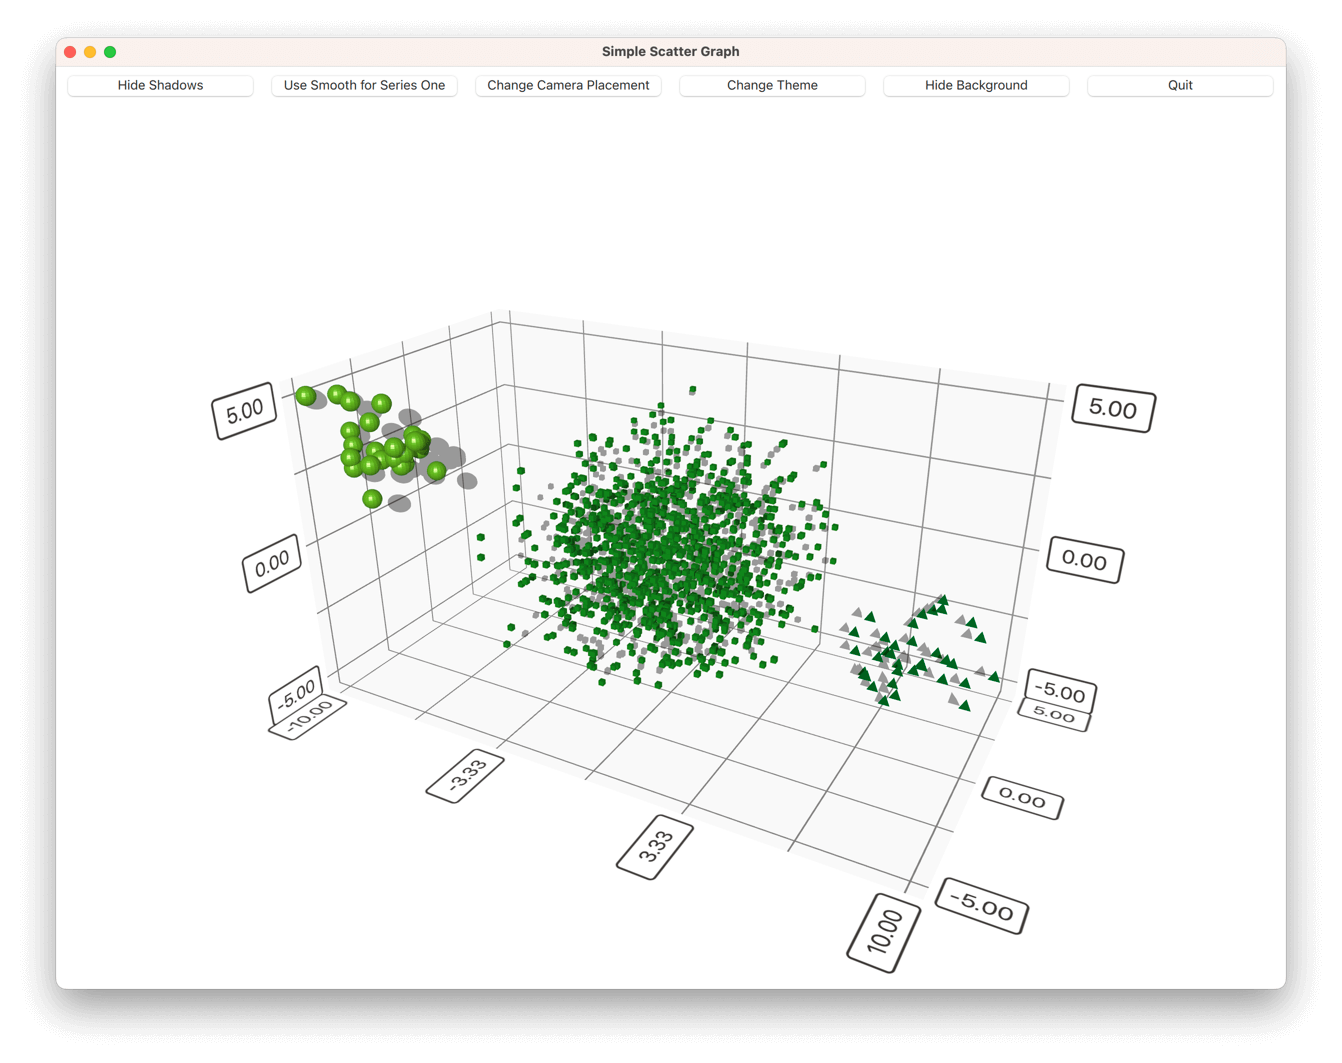 Simple Scatter Graph
Hide Shadows
Use Smooth for Series One
Change Camera Placement
Change Theme
Hide Background
Quit
5.00
5.00
0.00
0.00
-5.00
-10.00
-5.00
5.00
-3.33
0.00
3.33
-5.00
10.00